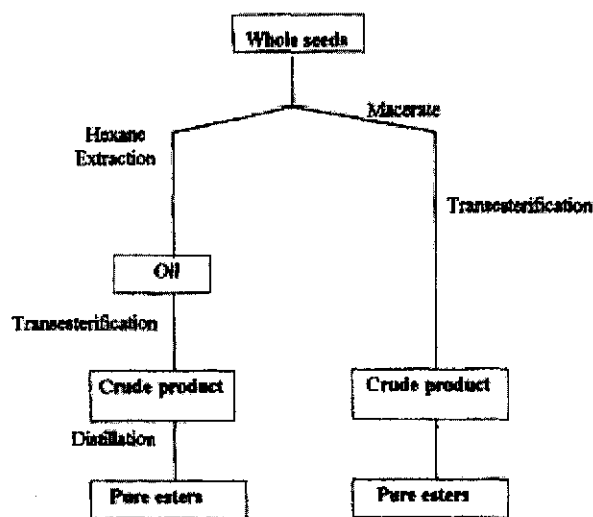 Whole seeds
Macerate
Hexane
Extraction
Transesterification
Oil
Transesterification
Crude product
Crude product
Distillation
Pure esters
Pure esters